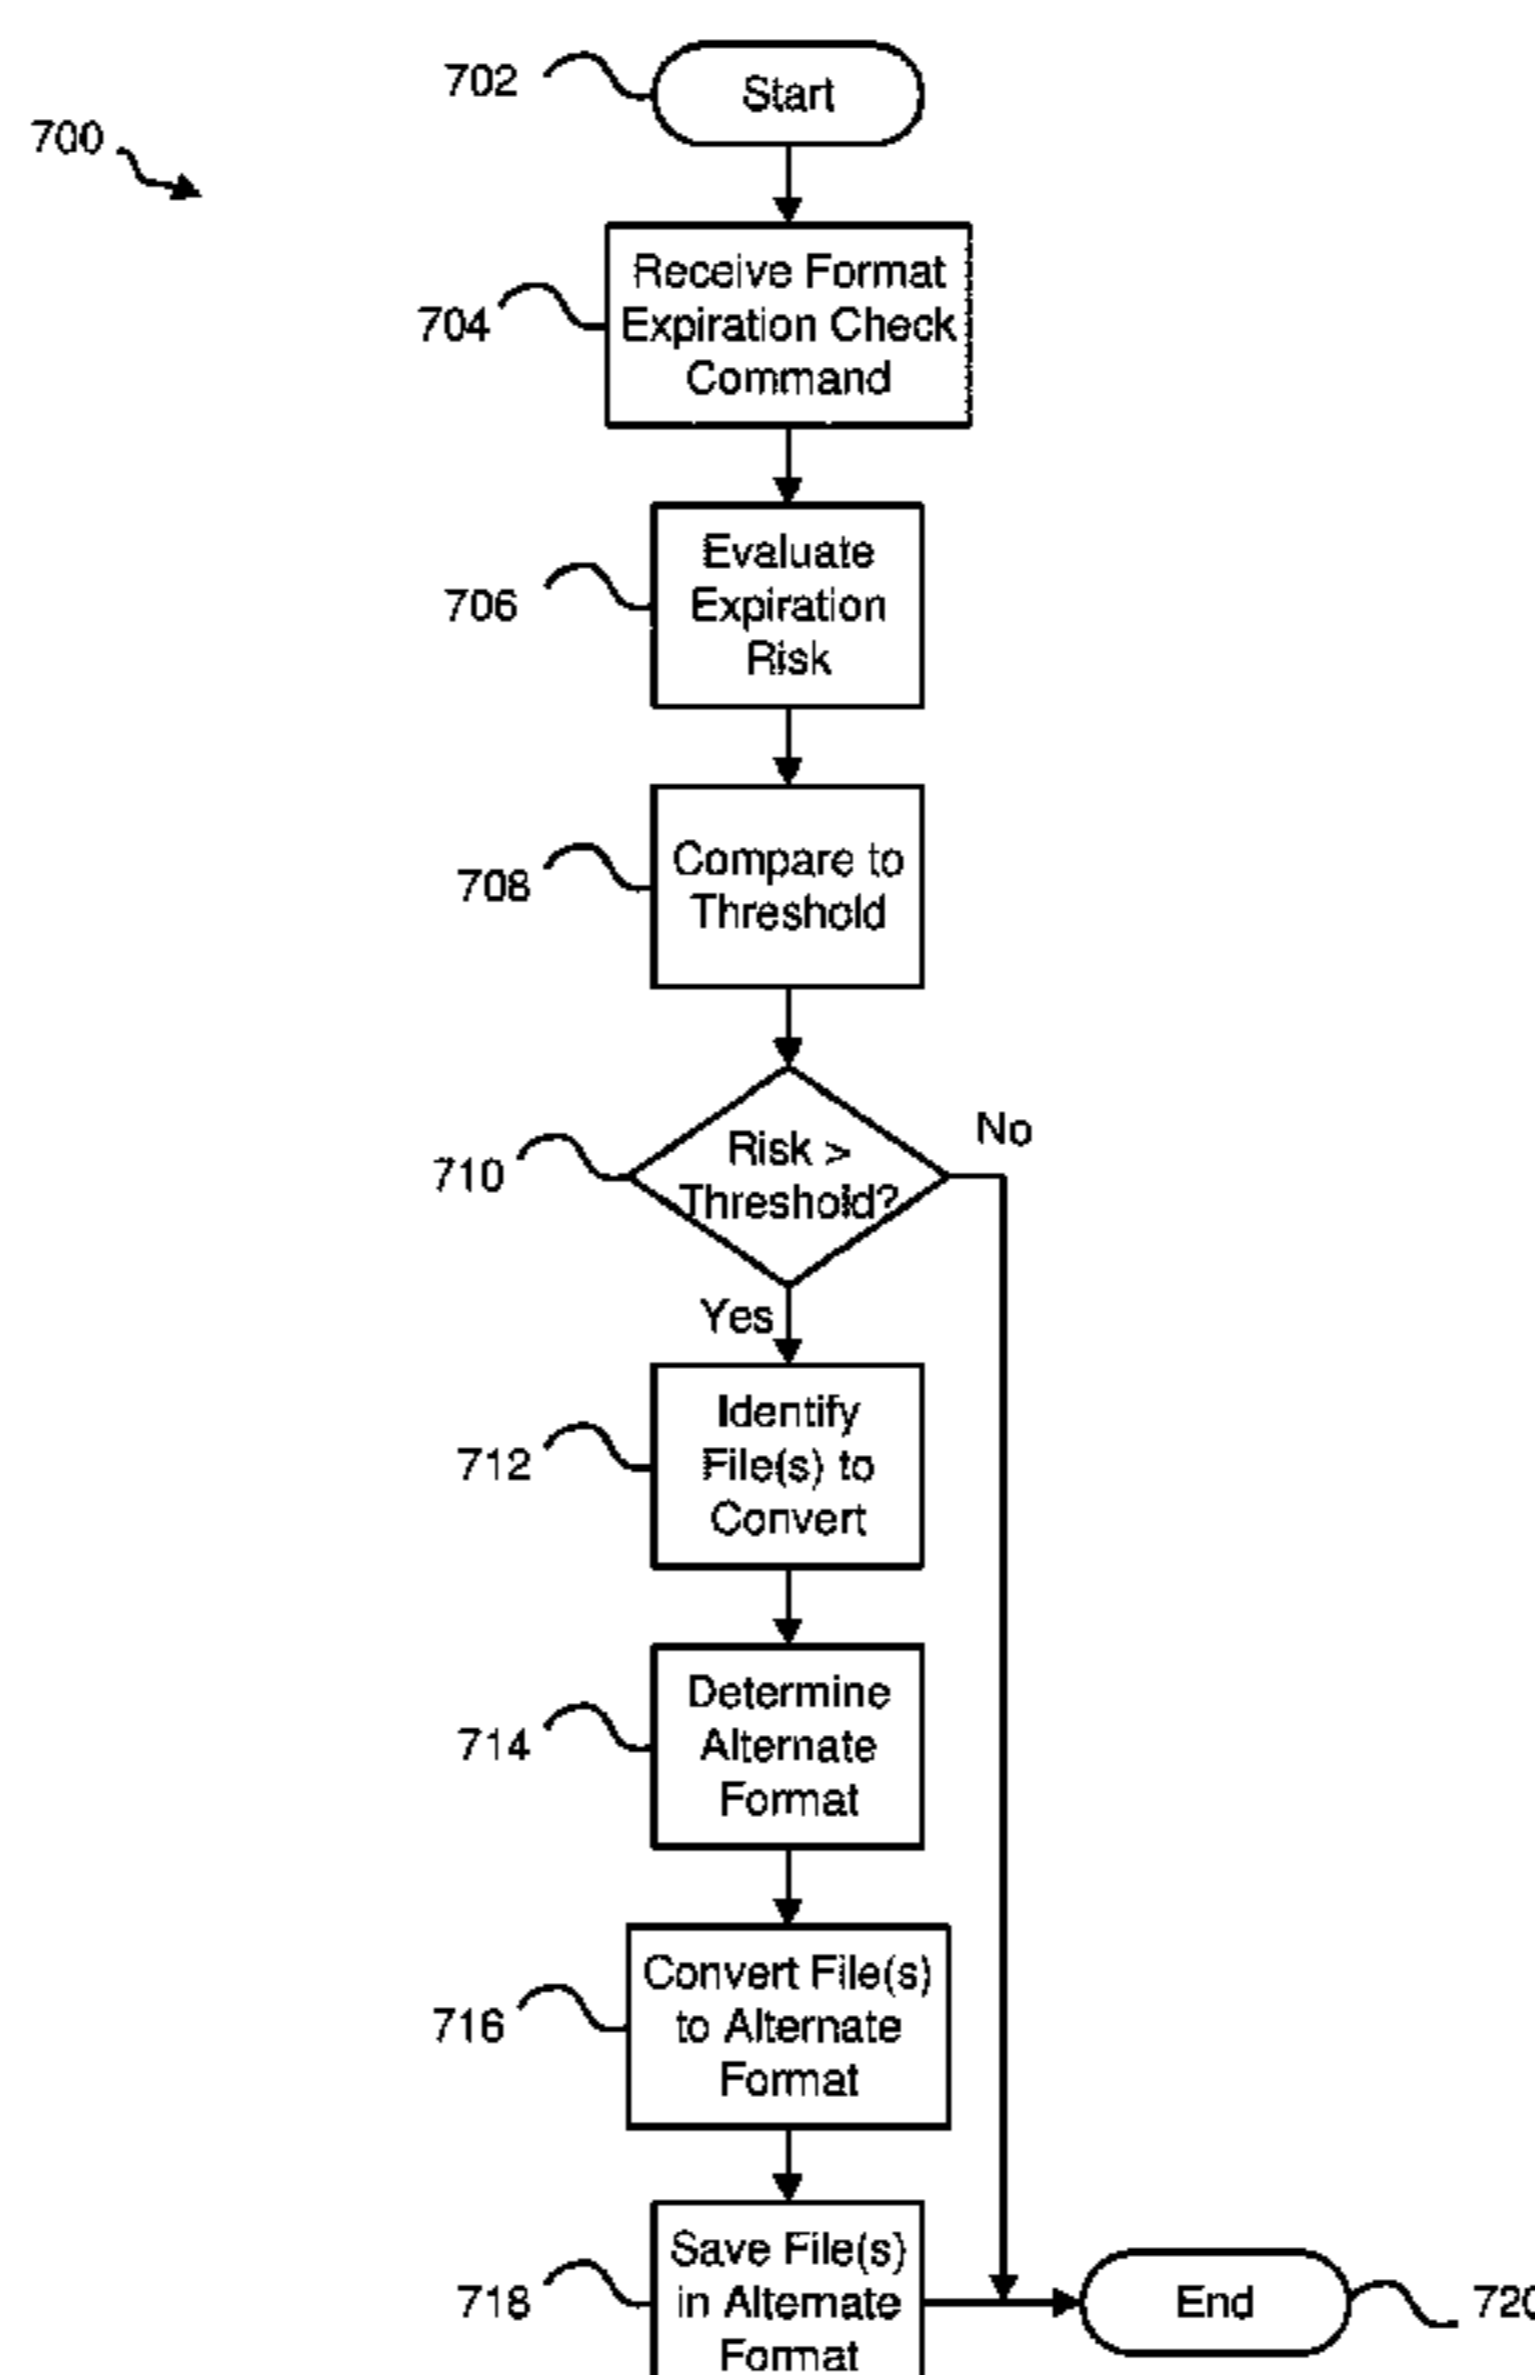 702
Start
700
704
Receive Format
Expiration Check
Command
706
Evaluate
Expiration
Risk
708
Compare to
Threshold
710
Risk >
Threshold?
No
Yes
712
Identify
File(s) to
Convert
714
Determine
Alternate
Format
716
Convert File(s)
to Alternate
Format
718
Save File(s)
in Alternate
Format
End
720